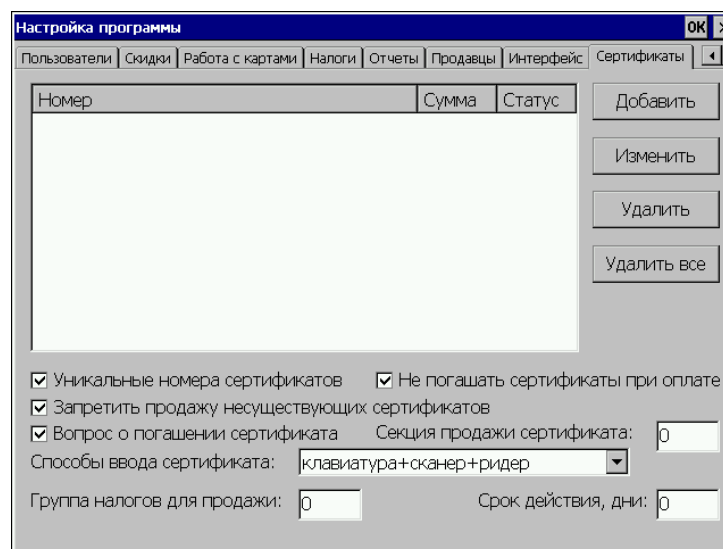 Настройка программы OK
Пользователи Скидки Работа с картами Налоги Отчеты Продавцы Интерфейс Сертификаты
Номер Сумма Статус
Добавить
Изменить
Удалить
Удалить все
Уникальные номера сертификатов Не погашать сертификаты при оплате
Запретить продажу несуществующих сертификатов
Вопрос о погашении сертификата Секция продажи сертификата: 0
Способы ввода сертификата: клавиатура+сканер+ридер
Группа налогов для продажи: 0 Срок действия, дни: 0